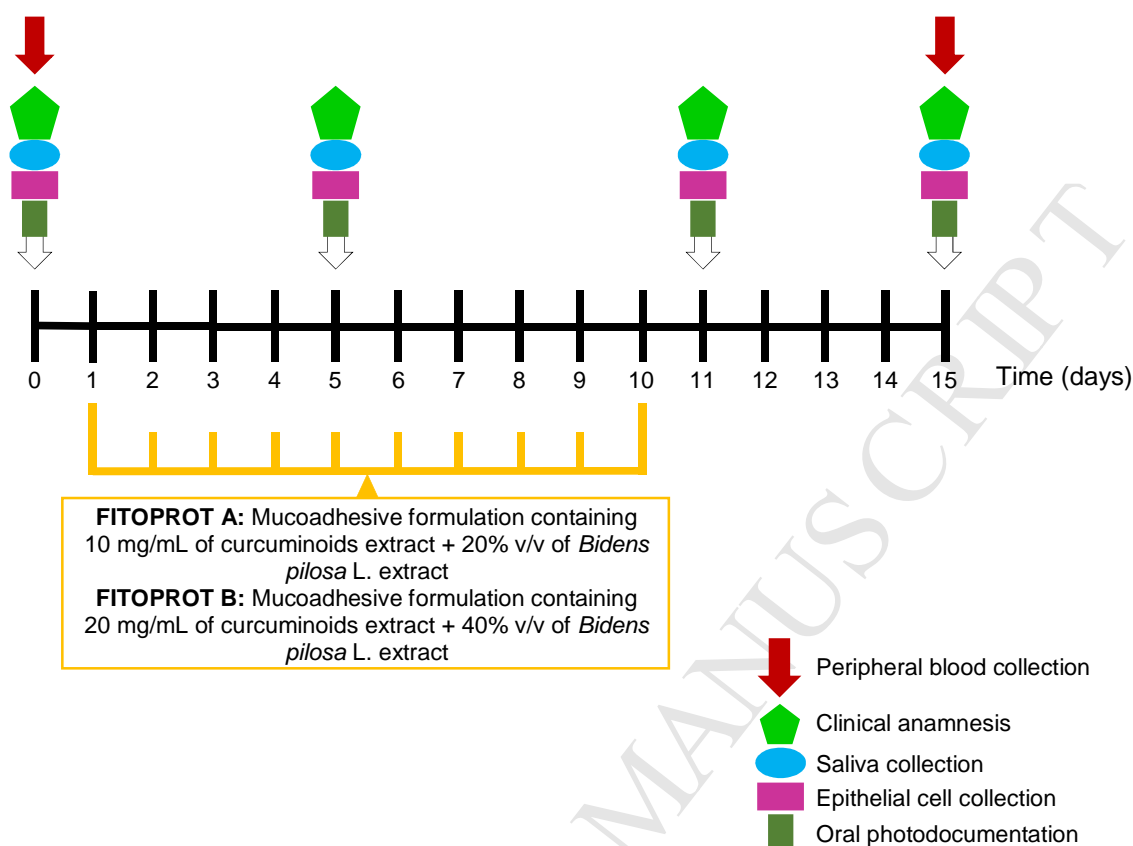 0 1 2 3 4 5 6 7 8 9 10 11 12 13 14 15 Time (days)
FITOPROT A: Mucoadhesive formulation containing
10 mg/mL of curcuminoids extract + 20% v/v of Bidens
pilosa L. extract
FITOPROT B: Mucoadhesive formulation containing
20 mg/mL of curcuminoids extract + 40% v/v of Bidens
pilosa L. extract
Peripheral blood collection
Clinical anamnesis
Saliva collection
Epithelial cell collection
Oral photodocumentation
MANUSCRIPT